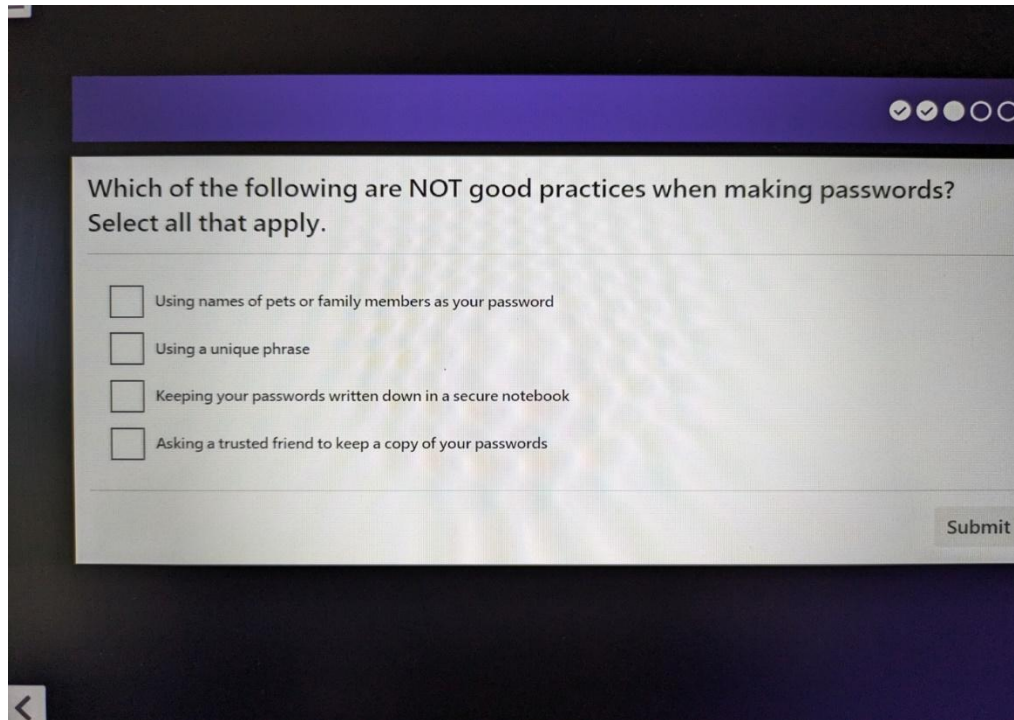 Which of the following are NOT good practices when making passwords?
Select all that apply.
Using names of pets or family members as your password
Using a unique phrase
Keeping your passwords written down in a secure notebook
Asking a trusted friend to keep a copy of your passwords
Submit